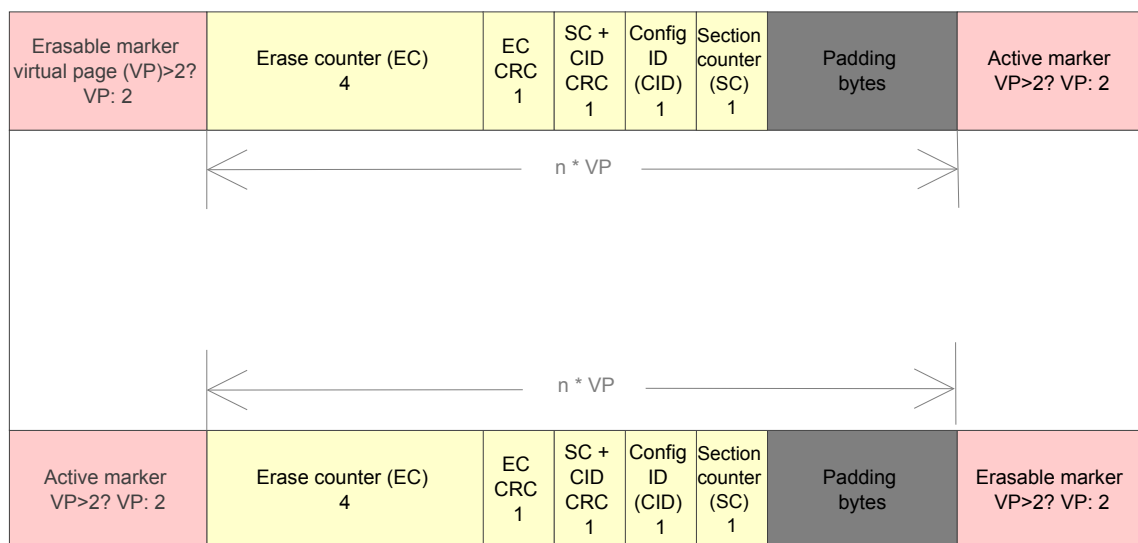 Erasable marker
virtual page (VP)>2?
VP: 2
Erase counter (EC)
4
EC
CRC
1
SC +
CID
CRC
1
Config
ID
(CID)
1
Section
counter
(SC)
1
Padding
bytes
Active marker
VP>2? VP: 2
n * VP
n * VP
Active marker
VP>2? VP: 2
Erase counter (EC)
4
EC
CRC
1
SC +
CID
CRC
1
Config
ID
(CID)
1
Section
counter
(SC)
1
Padding
bytes
Erasable marker
VP>2? VP: 2